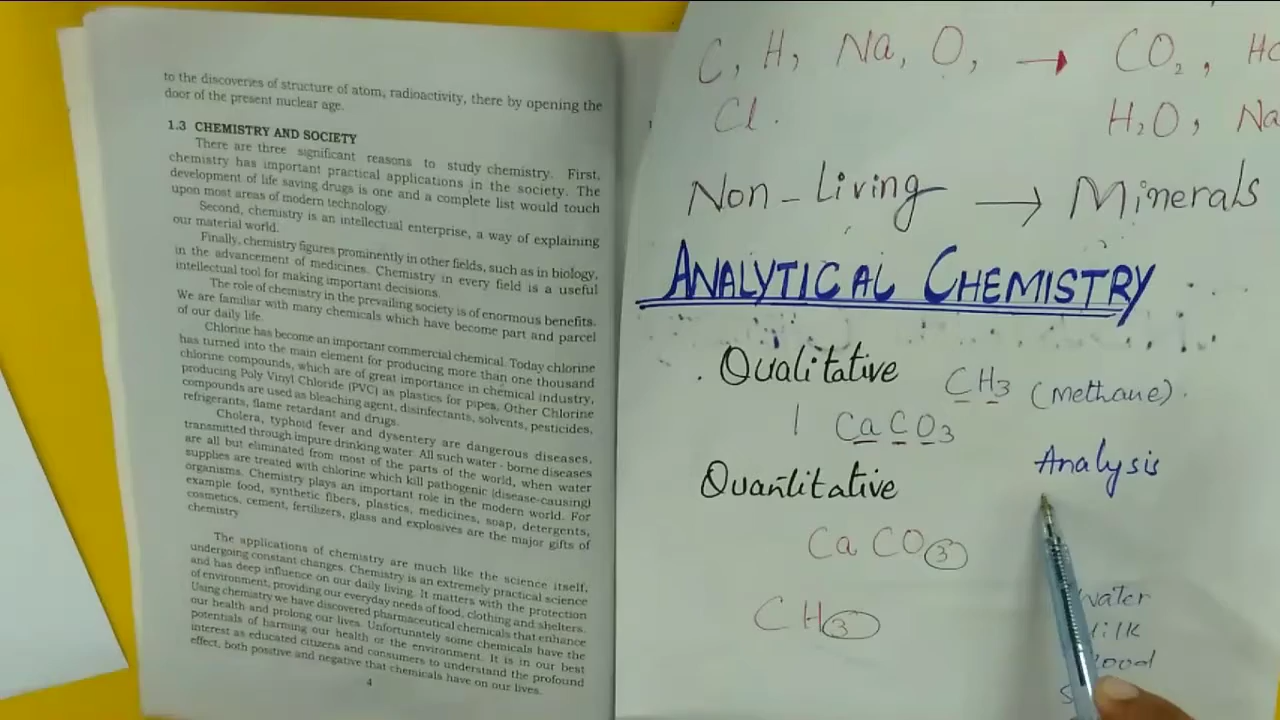 to the discoveries of structure of atom, radioactivity, there by opening the
door of the present nuclear age.
1.3 CHEMISTRY AND SOCIETY
There are three significant reasons to study chemistry. First,
chemistry has important practical applications in the society. The
development of life saving drugs is one and a complete list would touch
upon most areas of modern technology.
Second, chemistry is an intellectual enterprise, a way of explaining
our material world.
Finally, chemistry figures prominently in other fields, such as in biology,
in the advancement of medicines. Chemistry in every field is a useful
intellectual tool for making important decisions.
The role of chemistry in the prevailing society is of enormous benefits.
We are familiar with many chemicals which have become part and parcel
of our daily life.
Chlorine has become an important commercial chemical. Today chlorine
has turned into the main element for producing more than one thousand
chlorine compounds, which are of great importance in chemical industry,
producing Poly Vinyl Chloride (PVC) as plastics for pipes. Other Chlorine
compounds are used as bleaching agent, disinfectants, solvents, pesticides,
refrigerants, flame retardant and drugs.
Cholera, typhoid fever and dysentery are dangerous diseases,
transmitted through impure drinking water. All such water - borne diseases
are all but eliminated from most of the parts of the world, when water
supplies are treated with chlorine which kill pathogenic (disease-causing)
organisms. Chemistry plays an important role in the modern world. For
example food, synthetic fibers, plastics, medicines, soap, detergents,
cosmetics, cement, fertilizers, glass and explosives are the major gifts of
chemistry
The applications of chemistry are much like the science itself,
undergoing constant changes. Chemistry is an extremely practical science
and has deep influence on our daily living. It matters with the protection
of environment, providing our everyday needs of food, clothing and shelters.
Using chemistry we have discovered pharmaceutical chemicals that enhance
our health and prolong our lives. Unfortunately some chemicals have the
potentials of harming our health or the environment. It is in our best
interest as educated citizens and consumers to understand the profound
effect, both positive and negative that chemicals have on our lives.
4
C, H, Na, O, → CO₂, HC
Cl. H₂O, Na
Non-Living → Minerals
ANALYTICAL CHEMISTRY
Qualitative CH3 (Methane).
CaCO3
Analysis
Quantitative
CaCO3
CH3
Water
Milk